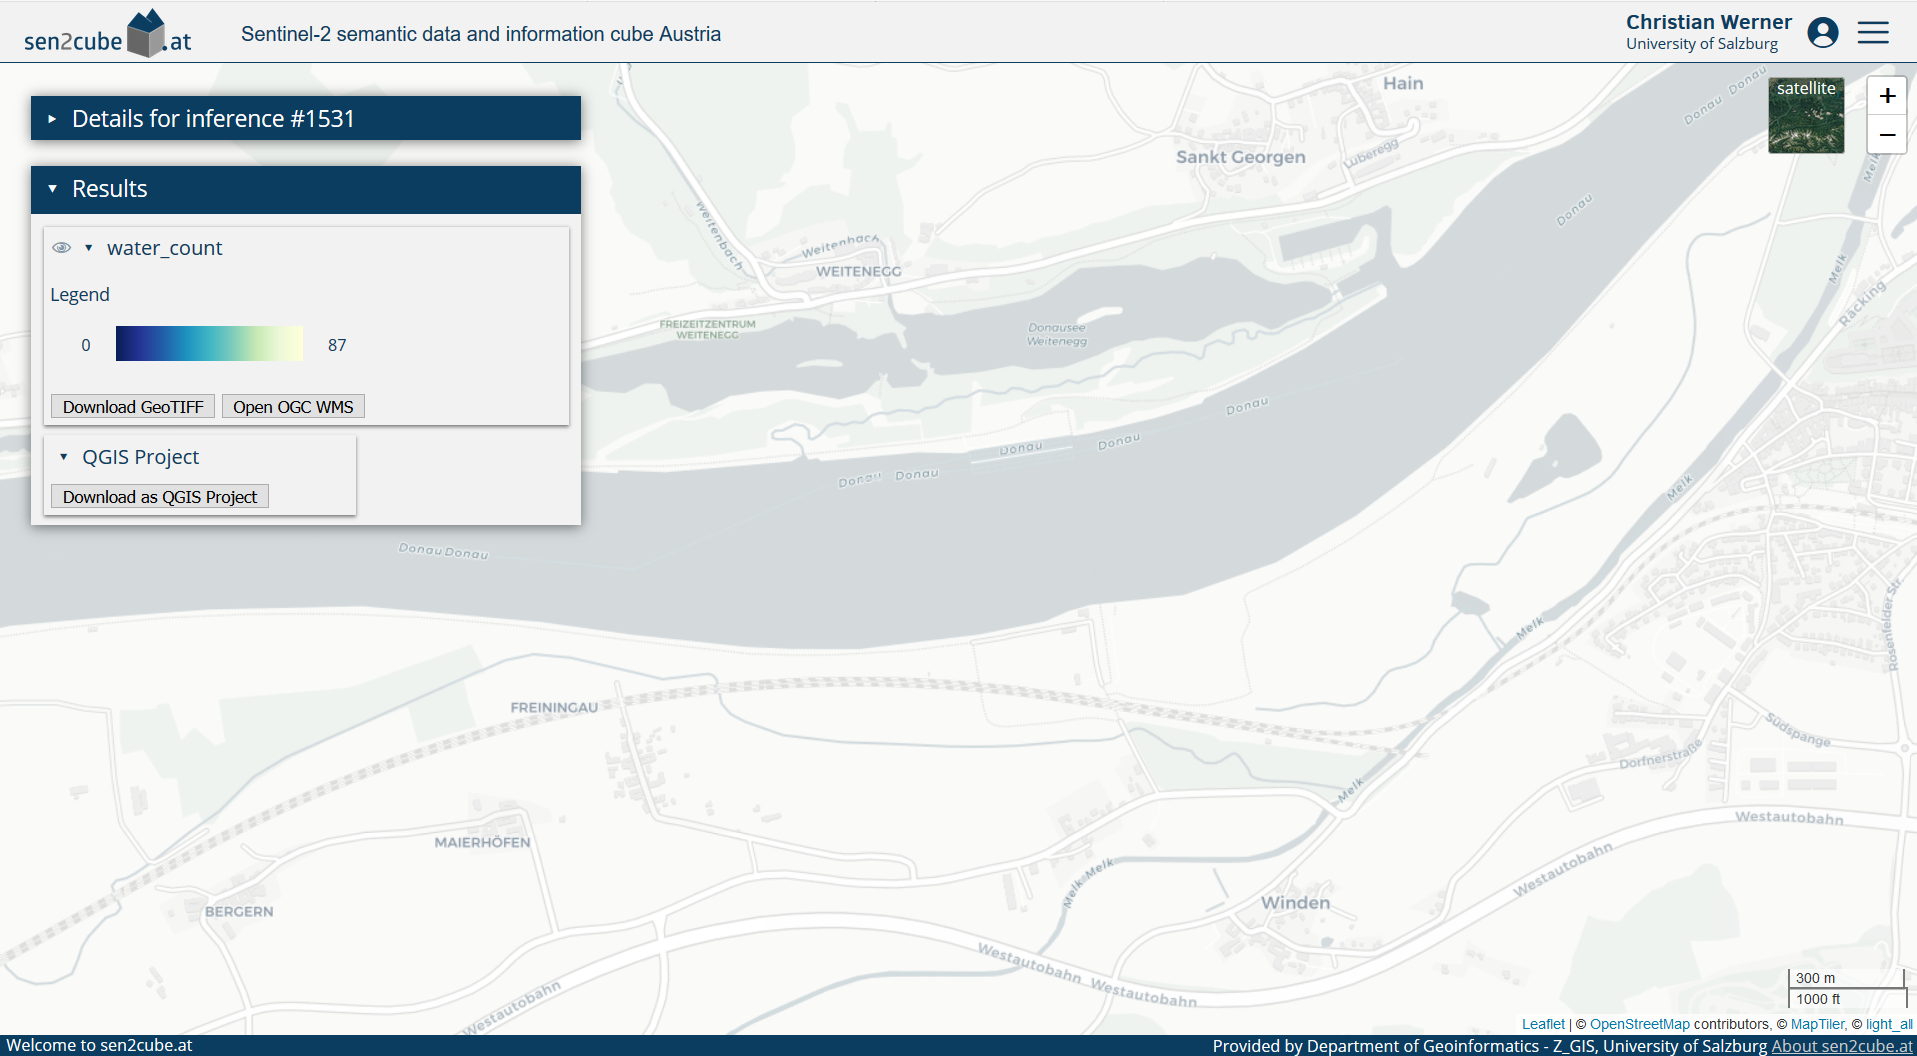 sen2cube.at
Sentinel-2 semantic data and information cube Austria
Christian Werner
University of Salzburg
Details for inference #1531
Results
water_count
Legend
0
87
Download GeoTIFF
Open OGC WMS
QGIS Project
Download as QGIS Project
satellite
+
−
Hain
Sankt Georgen
Luberegg
Donau
Donau
Donau
Melk
Melk
Räcking
Weitenbach
Weitenbach
WEITENEGG
FREIZEITZENTRUM
WEITENEGG
Donausee
Weitenegg
Donau
Donau
Donau
Donau
Donau
Donau Donau
Melk
Melk
Rosenfelder Str.
FREININGAU
Südspange
Dorfnerstraße
Melk
Westautobahn
MAIERHÖFEN
Westautobahn
Melk Melk
BERGERN
Winden
Westautobahn
Westautobahn
Westautobahn
300 m
1000 ft
Leaflet | © OpenStreetMap contributors, © MapTiler, © light_all
Welcome to sen2cube.at
Provided by Department of Geoinformatics - Z_GIS, University of Salzburg About sen2cube.at